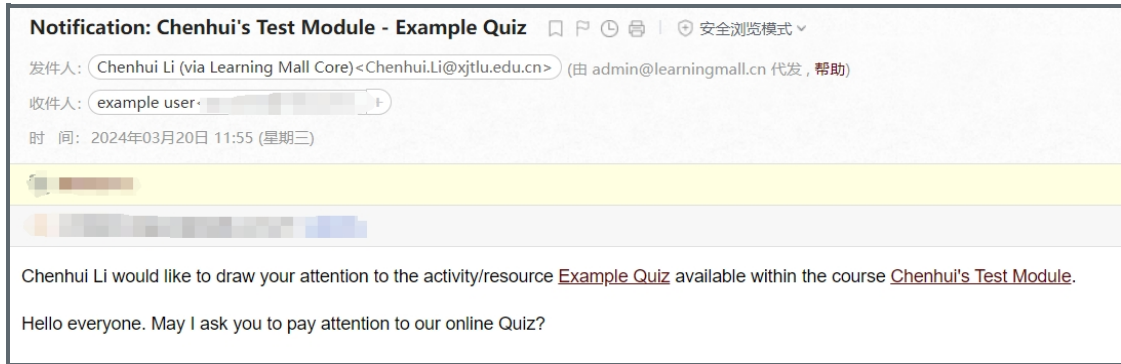 Notification: Chenhui's Test Module - Example Quiz 安全浏览模式
发件人: Chenhui Li (via Learning Mall Core)<Chenhui.Li@xjtlu.edu.cn> (由 admin@learningmall.cn 代发 , 帮助)
收件人: example user<
时 间: 2024年03月20日 11:55 (星期三)
Chenhui Li would like to draw your attention to the activity/resource Example Quiz available within the course Chenhui's Test Module.
Hello everyone. May I ask you to pay attention to our online Quiz?